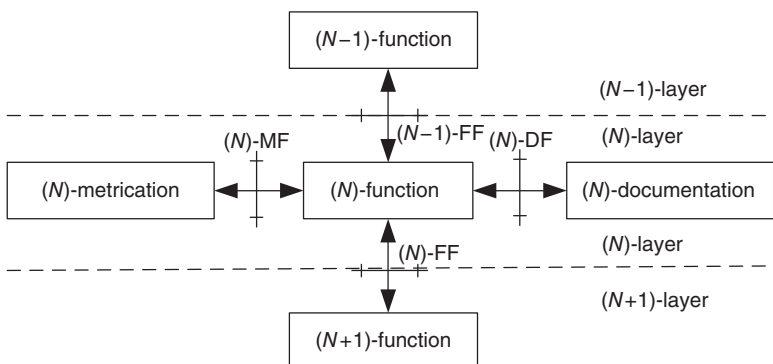 (N−1)-function
(N−1)-layer
(N−1)-FF
(N)-layer
(N)-MF
(N)-DF
(N)-metrication
(N)-function
(N)-documentation
(N)-FF
(N)-layer
(N+1)-layer
(N+1)-function